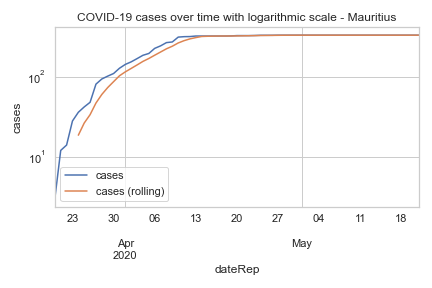 COVID-19 cases over time with logarithmic scale - Mauritius
cases
10²
10¹
cases
cases (rolling)
23 30 06 13 20 27 04 11 18
Apr May
2020
dateRep